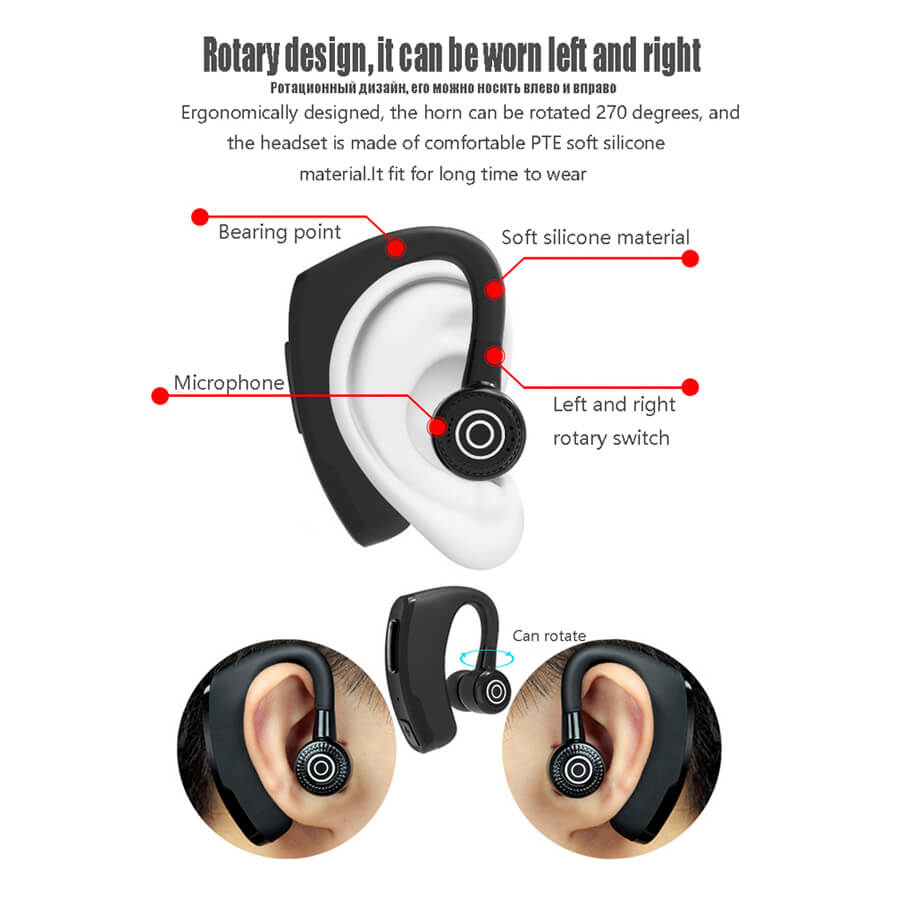 Rotary design, it can be worn left and right
Ротационный дизайн, его можно носить влево и вправо
Ergonomically designed, the horn can be rotated 270 degrees, and
the headset is made of comfortable PTE soft silicone
material.It fit for long time to wear
Bearing point
Soft silicone material
Microphone
Left and right
rotary switch
Can rotate